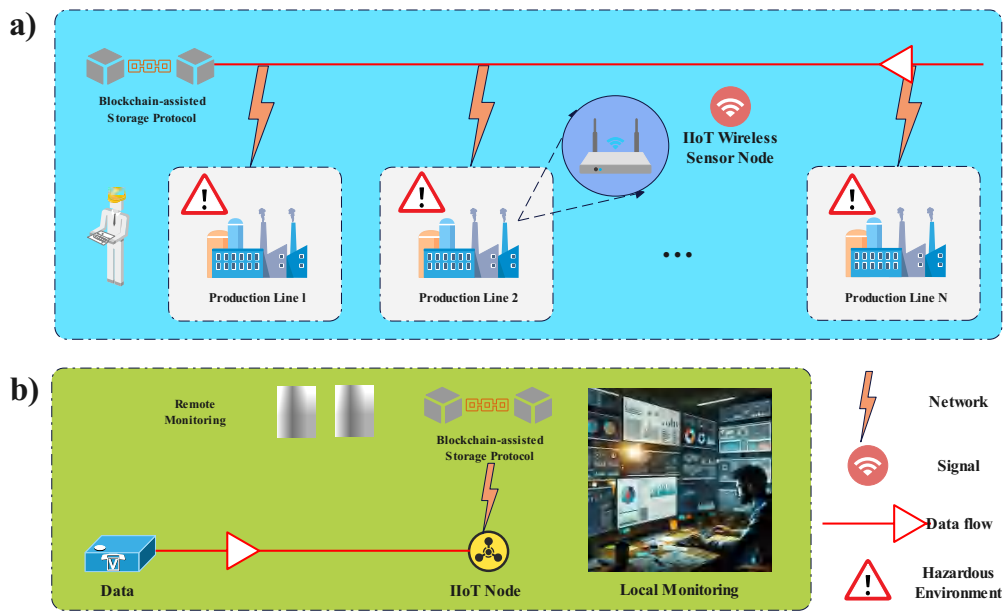 a)
Blockchain-assisted
Storage Protocol
IIoT Wireless
Sensor Node
...
Production Line 1
Production Line 2
Production Line N
b)
Remote
Monitoring
Blockchain-assisted
Storage Protocol
V
Data
IIoT Node
Local Monitoring
Network
Signal
Data flow
Hazardous
Environment